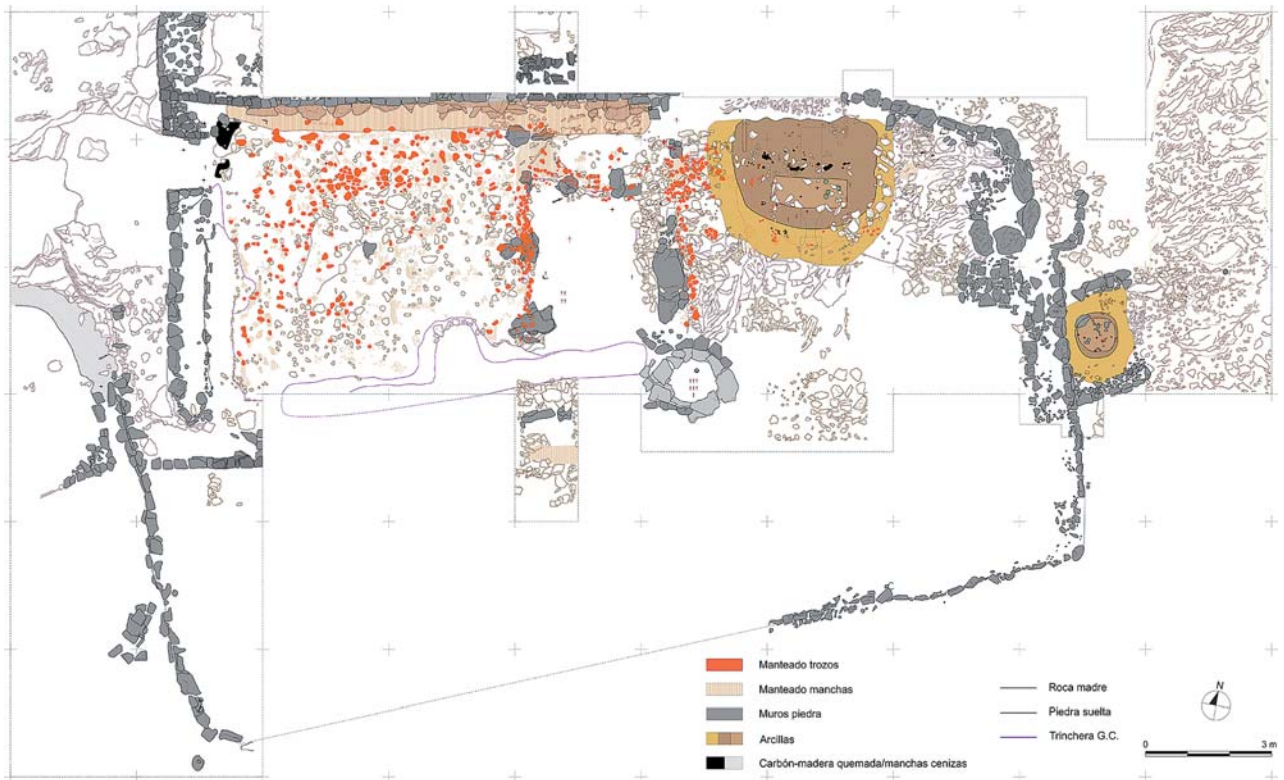 Manteado trozos
Manteado manchas
Muros piedra
Arcillas
Carbón-madera quemada/manchas cenizas
Roca madre
Piedra suelta
Trinchera G.C.
N
0 3 m